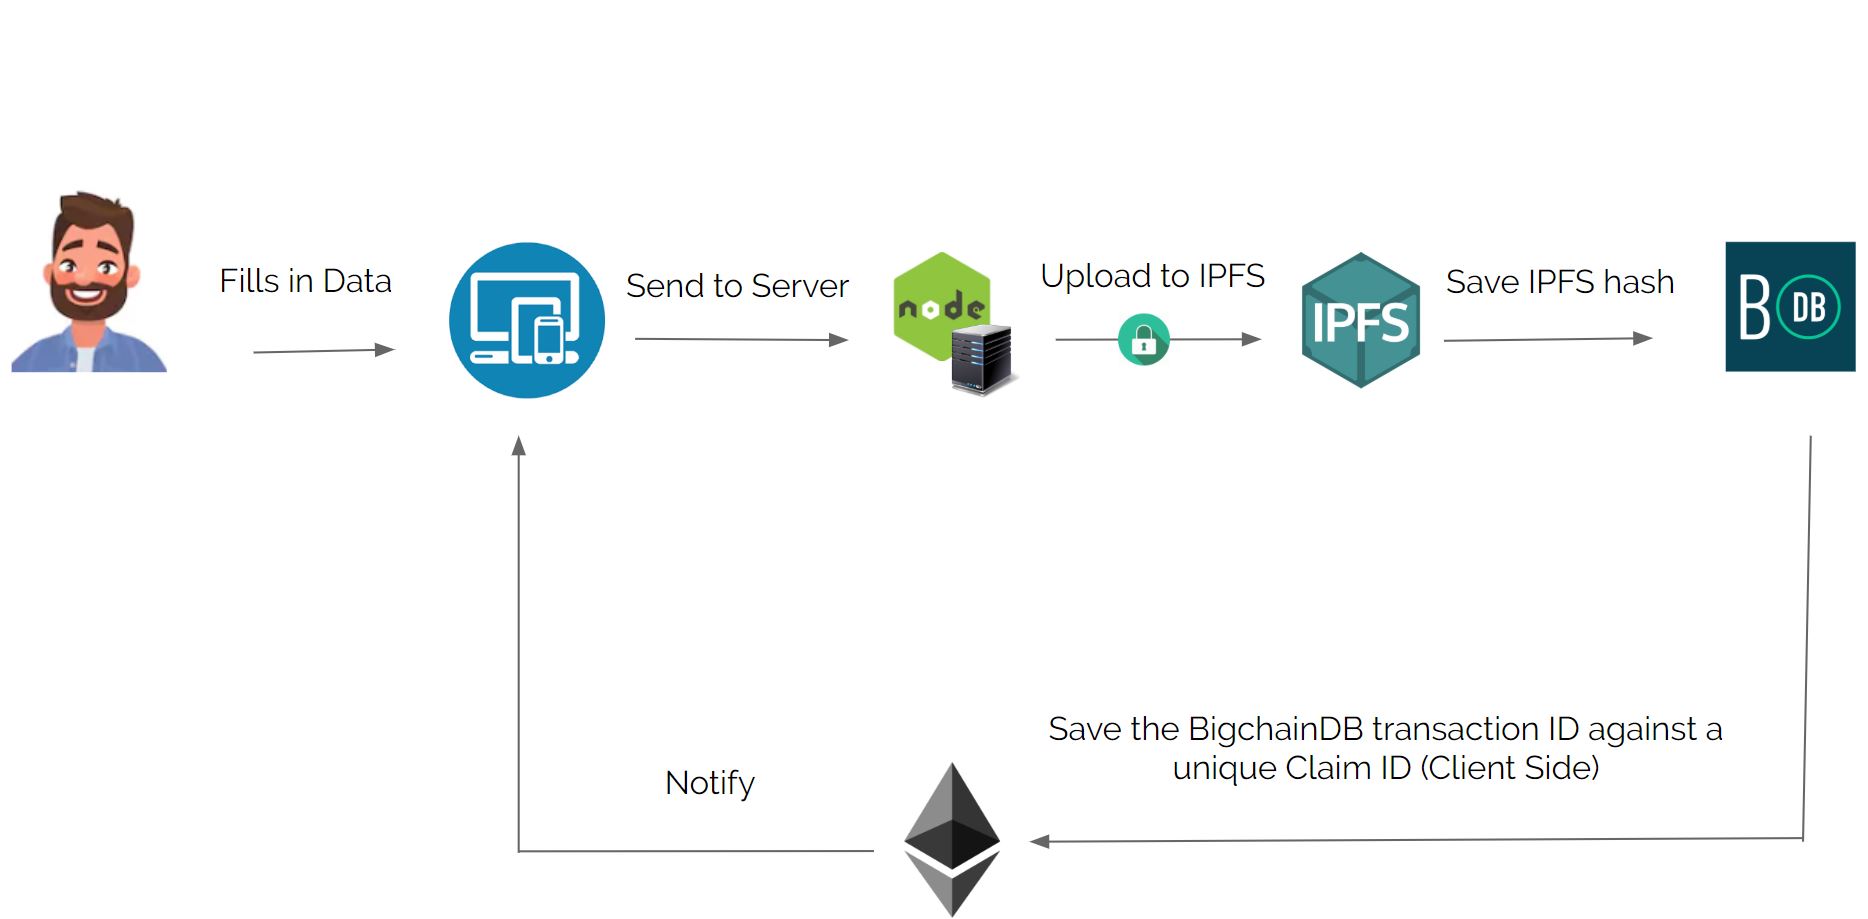 Fills in Data
Send to Server
node
Upload to IPFS
IPFS
Save IPFS hash
B DB
Save the BigchainDB transaction ID against a
unique Claim ID (Client Side)
Notify